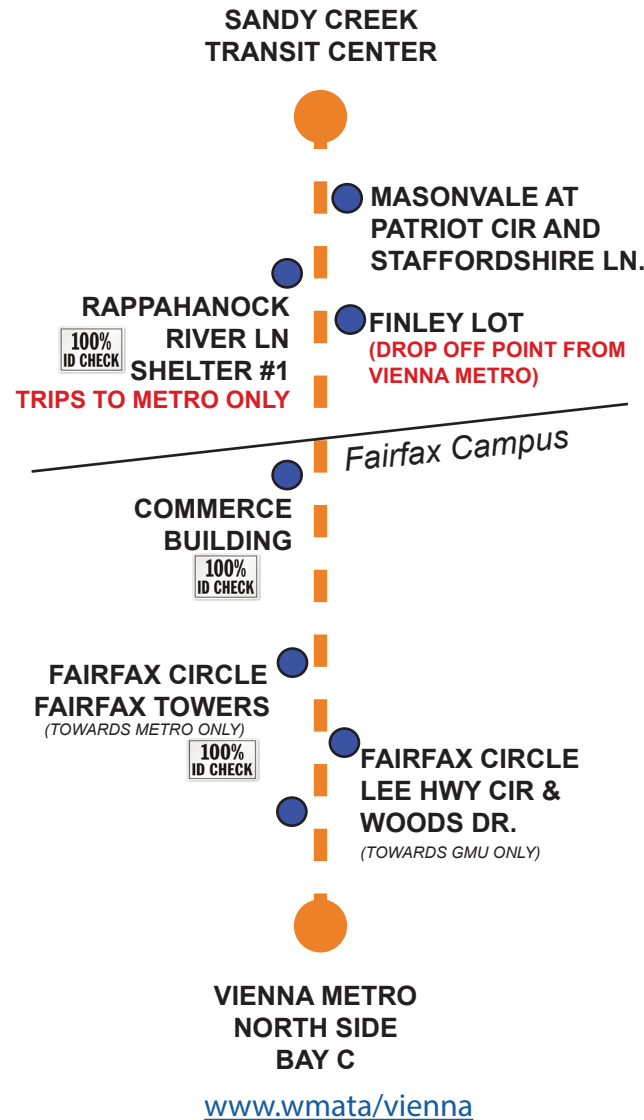 SANDY CREEK
TRANSIT CENTER
MASONVALE AT
PATRIOT CIR AND
STAFFORDSHIRE LN.
RAPPAHANOCK
RIVER LN
SHELTER #1
100%
ID CHECK
TRIPS TO METRO ONLY
FINLEY LOT
(DROP OFF POINT FROM
VIENNA METRO)
Fairfax Campus
COMMERCE
BUILDING
100%
ID CHECK
FAIRFAX CIRCLE
FAIRFAX TOWERS
(TOWARDS METRO ONLY)
100%
ID CHECK
FAIRFAX CIRCLE
LEE HWY CIR &
WOODS DR.
(TOWARDS GMU ONLY)
VIENNA METRO
NORTH SIDE
BAY C
www.wmata/vienna